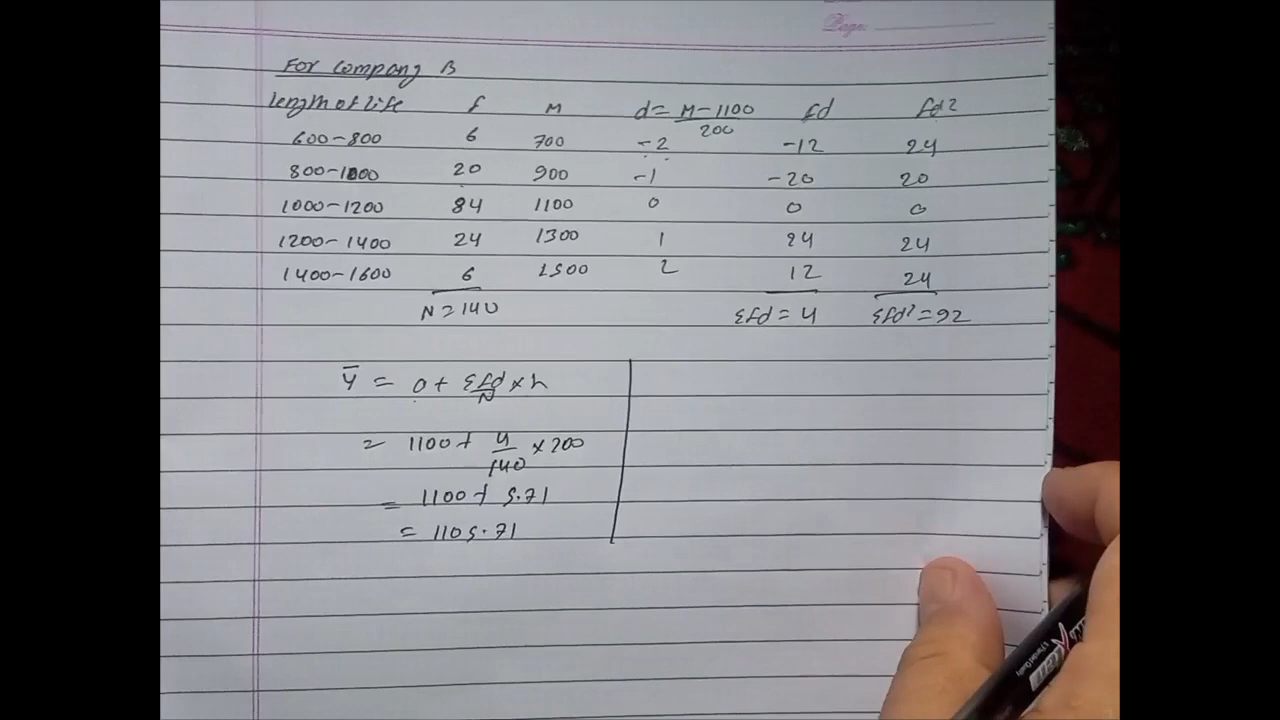 Page:
For Company B
length of life f M d = M-1100/200 fd fd²
600-800 6 700 -2 -12 24
800-1000 20 900 -1 -20 20
1000-1200 84 1100 0 0 0
1200-1400 24 1300 1 24 24
1400-1600 6 1500 2 12 24
N = 140 Σfd = 4 Σfd² = 92
ȳ = a + Σfd/N × h
= 1100 + 4/140 × 200
= 1100 + 5.71
= 1105.71